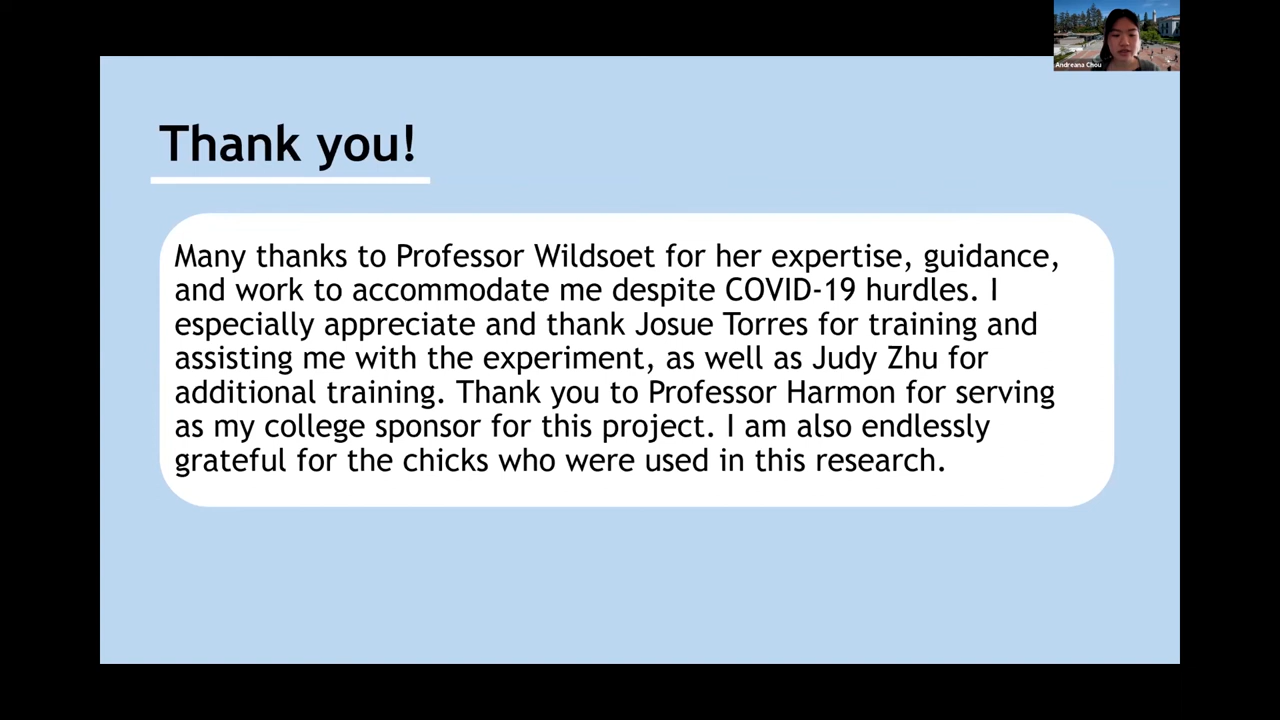 Andreana Chou
Thank you!
Many thanks to Professor Wildsoet for her expertise, guidance,
and work to accommodate me despite COVID-19 hurdles. I
especially appreciate and thank Josue Torres for training and
assisting me with the experiment, as well as Judy Zhu for
additional training. Thank you to Professor Harmon for serving
as my college sponsor for this project. I am also endlessly
grateful for the chicks who were used in this research.